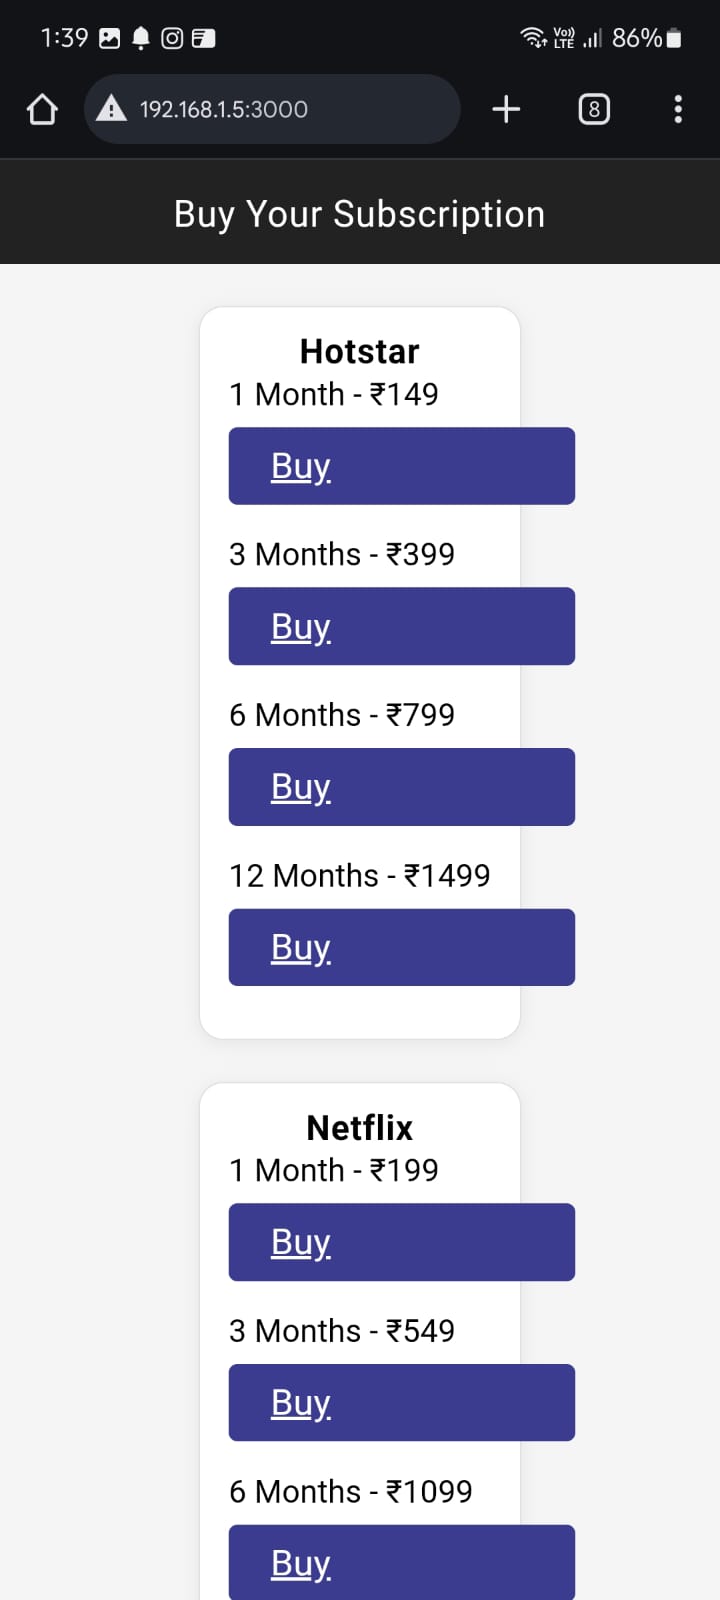 1:39 Vo)) LTE 86%
192.168.1.5:3000 8
Buy Your Subscription
Hotstar
1 Month - ₹149
Buy
3 Months - ₹399
Buy
6 Months - ₹799
Buy
12 Months - ₹1499
Buy
Netflix
1 Month - ₹199
Buy
3 Months - ₹549
Buy
6 Months - ₹1099
Buy